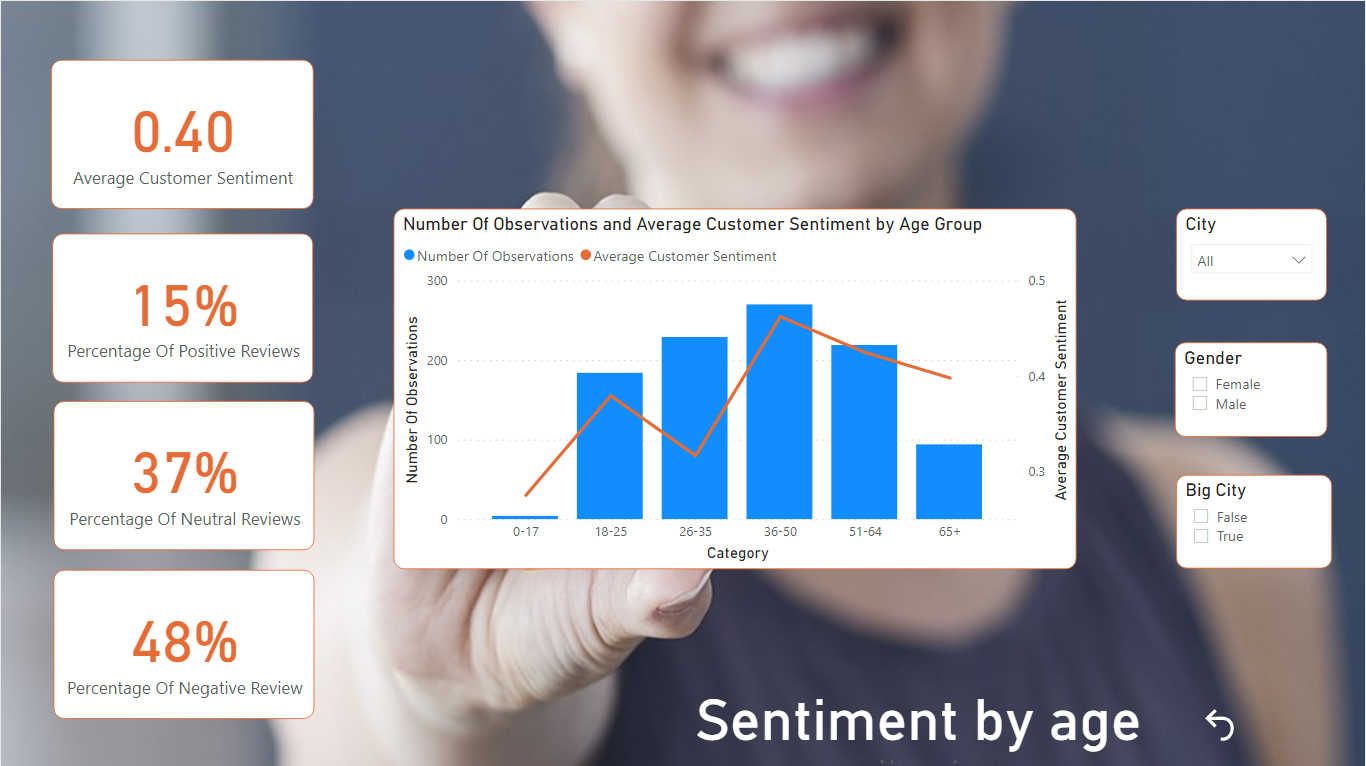 0.40
Average Customer Sentiment
15%
Percentage Of Positive Reviews
37%
Percentage Of Neutral Reviews
48%
Percentage Of Negative Review
Number Of Observations and Average Customer Sentiment by Age Group
Number Of Observations Average Customer Sentiment
Number Of Observations
300
200
100
0
0.5
0.4
0.3
Average Customer Sentiment
0-17 18-25 26-35 36-50 51-64 65+
Category
City
All
Gender
Female
Male
Big City
False
True
Sentiment by age